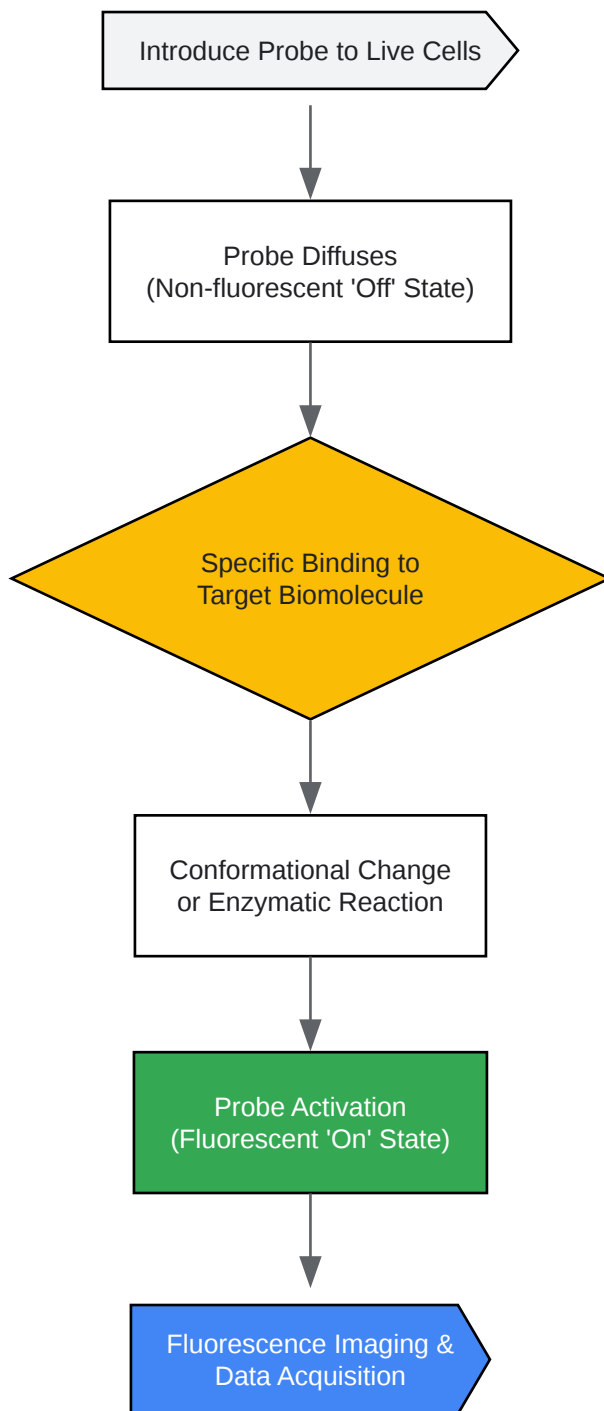 Introduce Probe to Live Cells
Probe Diffuses
(Non-fluorescent 'Off' State)
Specific Binding to
Target Biomolecule
Conformational Change
or Enzymatic Reaction
Probe Activation
(Fluorescent 'On' State)
Fluorescence Imaging &
Data Acquisition